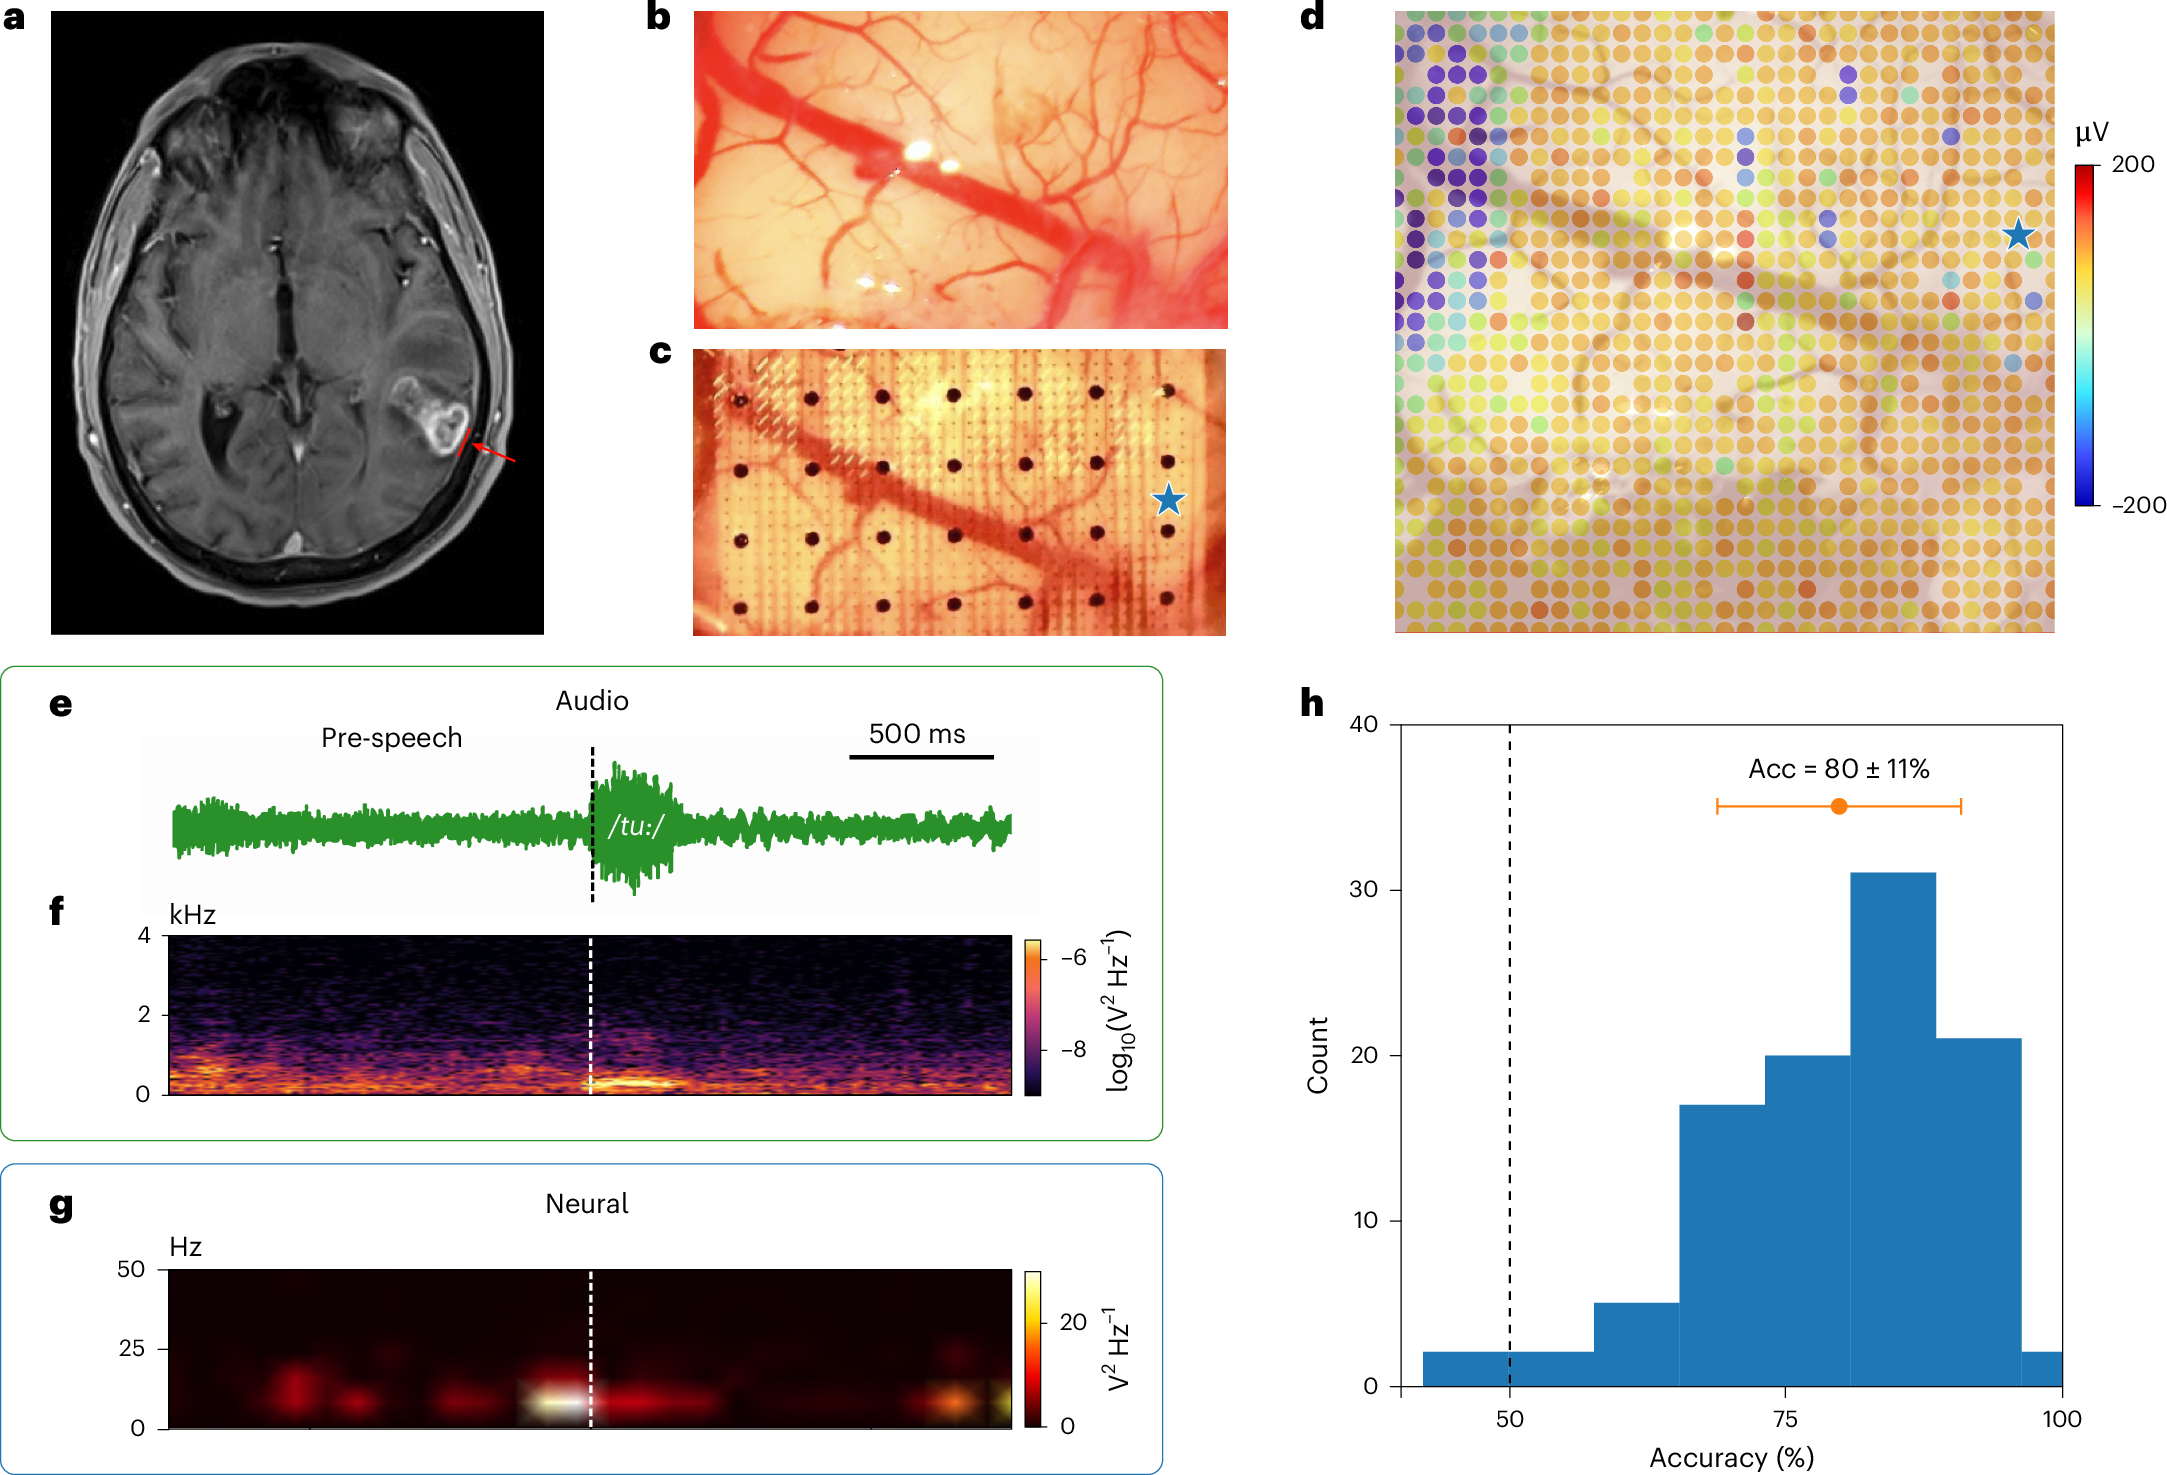 a
b
c
d
µV
200
−200
e
Audio
Pre-speech
500 ms
/tu:/
f
kHz
4
2
0
−6
−8
log10(V2 Hz−1)
g
Neural
Hz
50
25
0
20
0
V2 Hz−1
h
40
30
20
10
0
Count
Acc = 80 ± 11%
50
75
100
Accuracy (%)